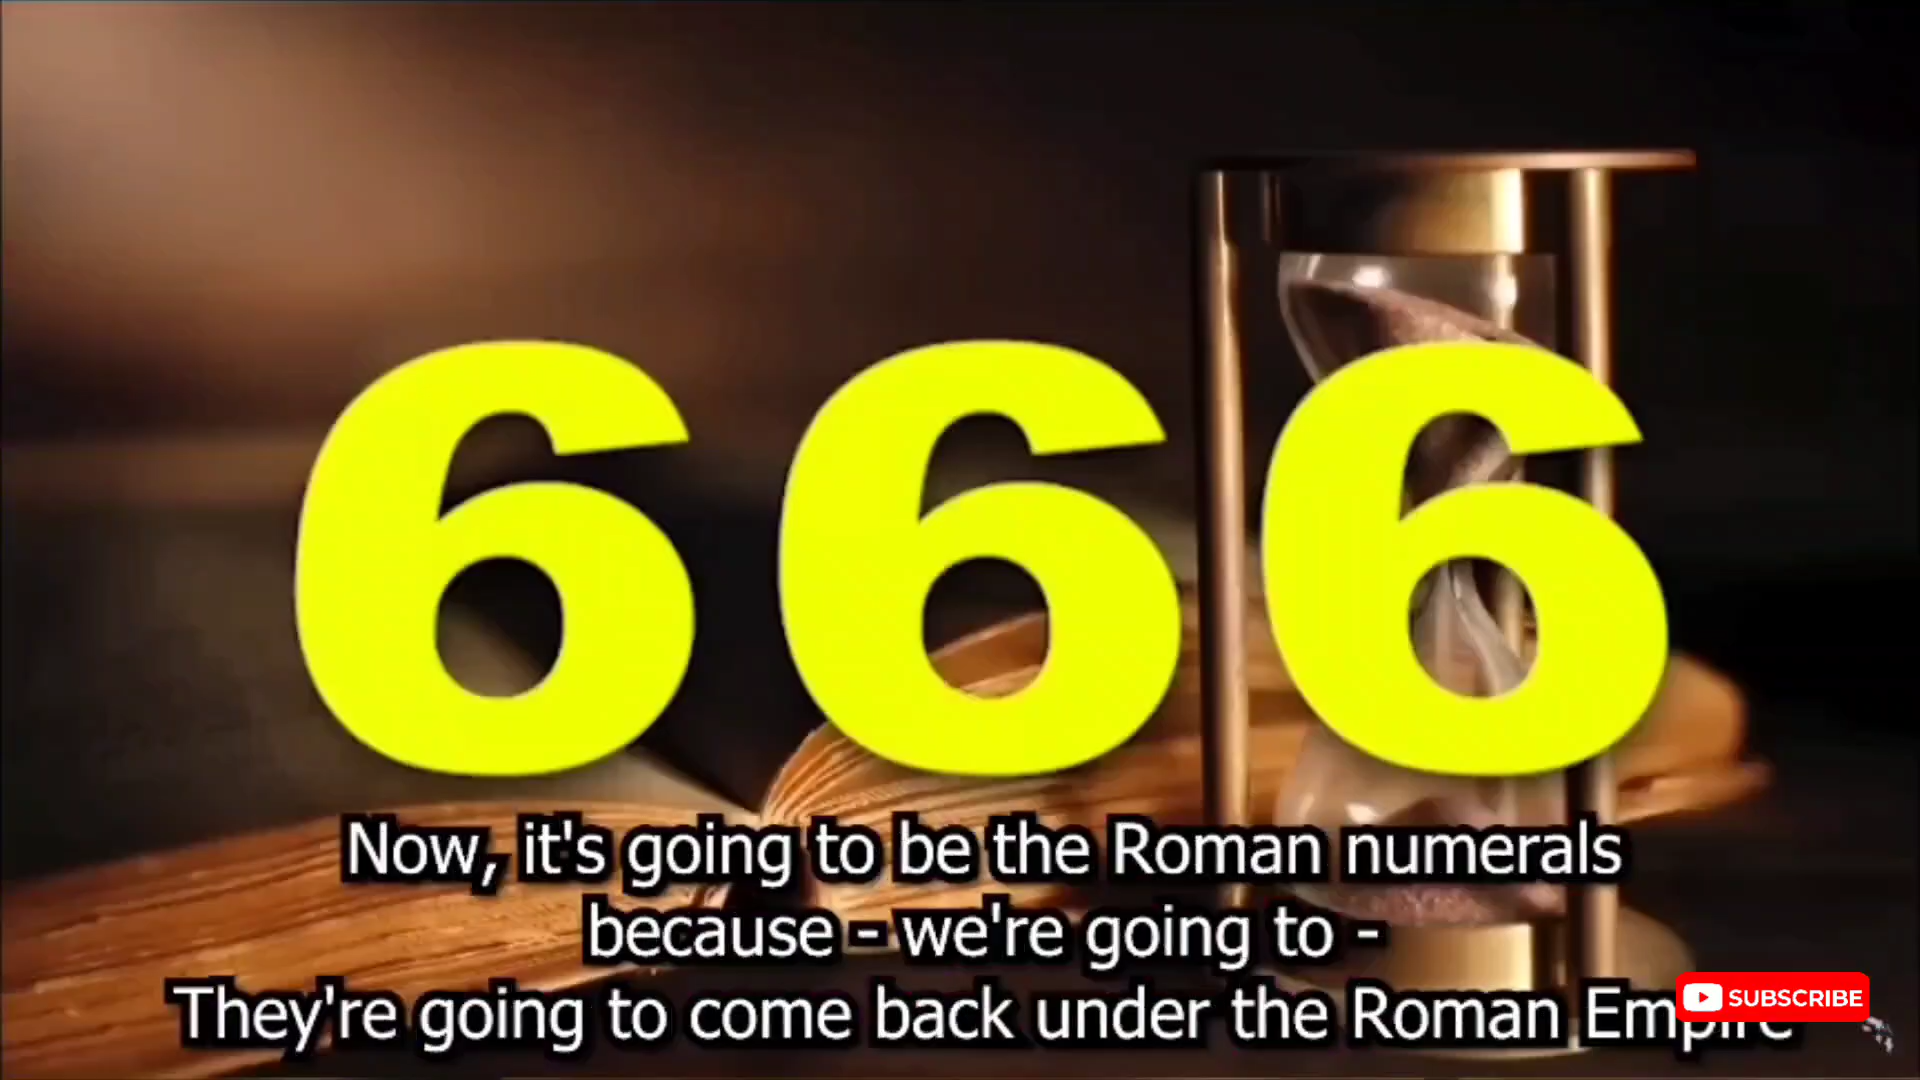 666
Now, it's going to be the Roman numerals
because - we're going to -
They're going to come back under the Roman Empire
SUBSCRIBE